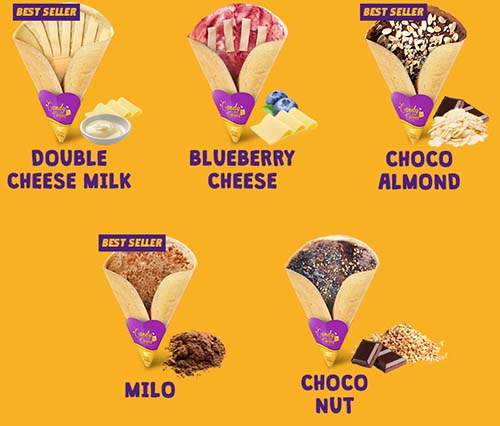 BEST SELLER
BEST SELLER
DOUBLE
CHEESE MILK
BLUEBERRY
CHEESE
CHOCO
ALMOND
BEST SELLER
MILO
CHOCO
NUT